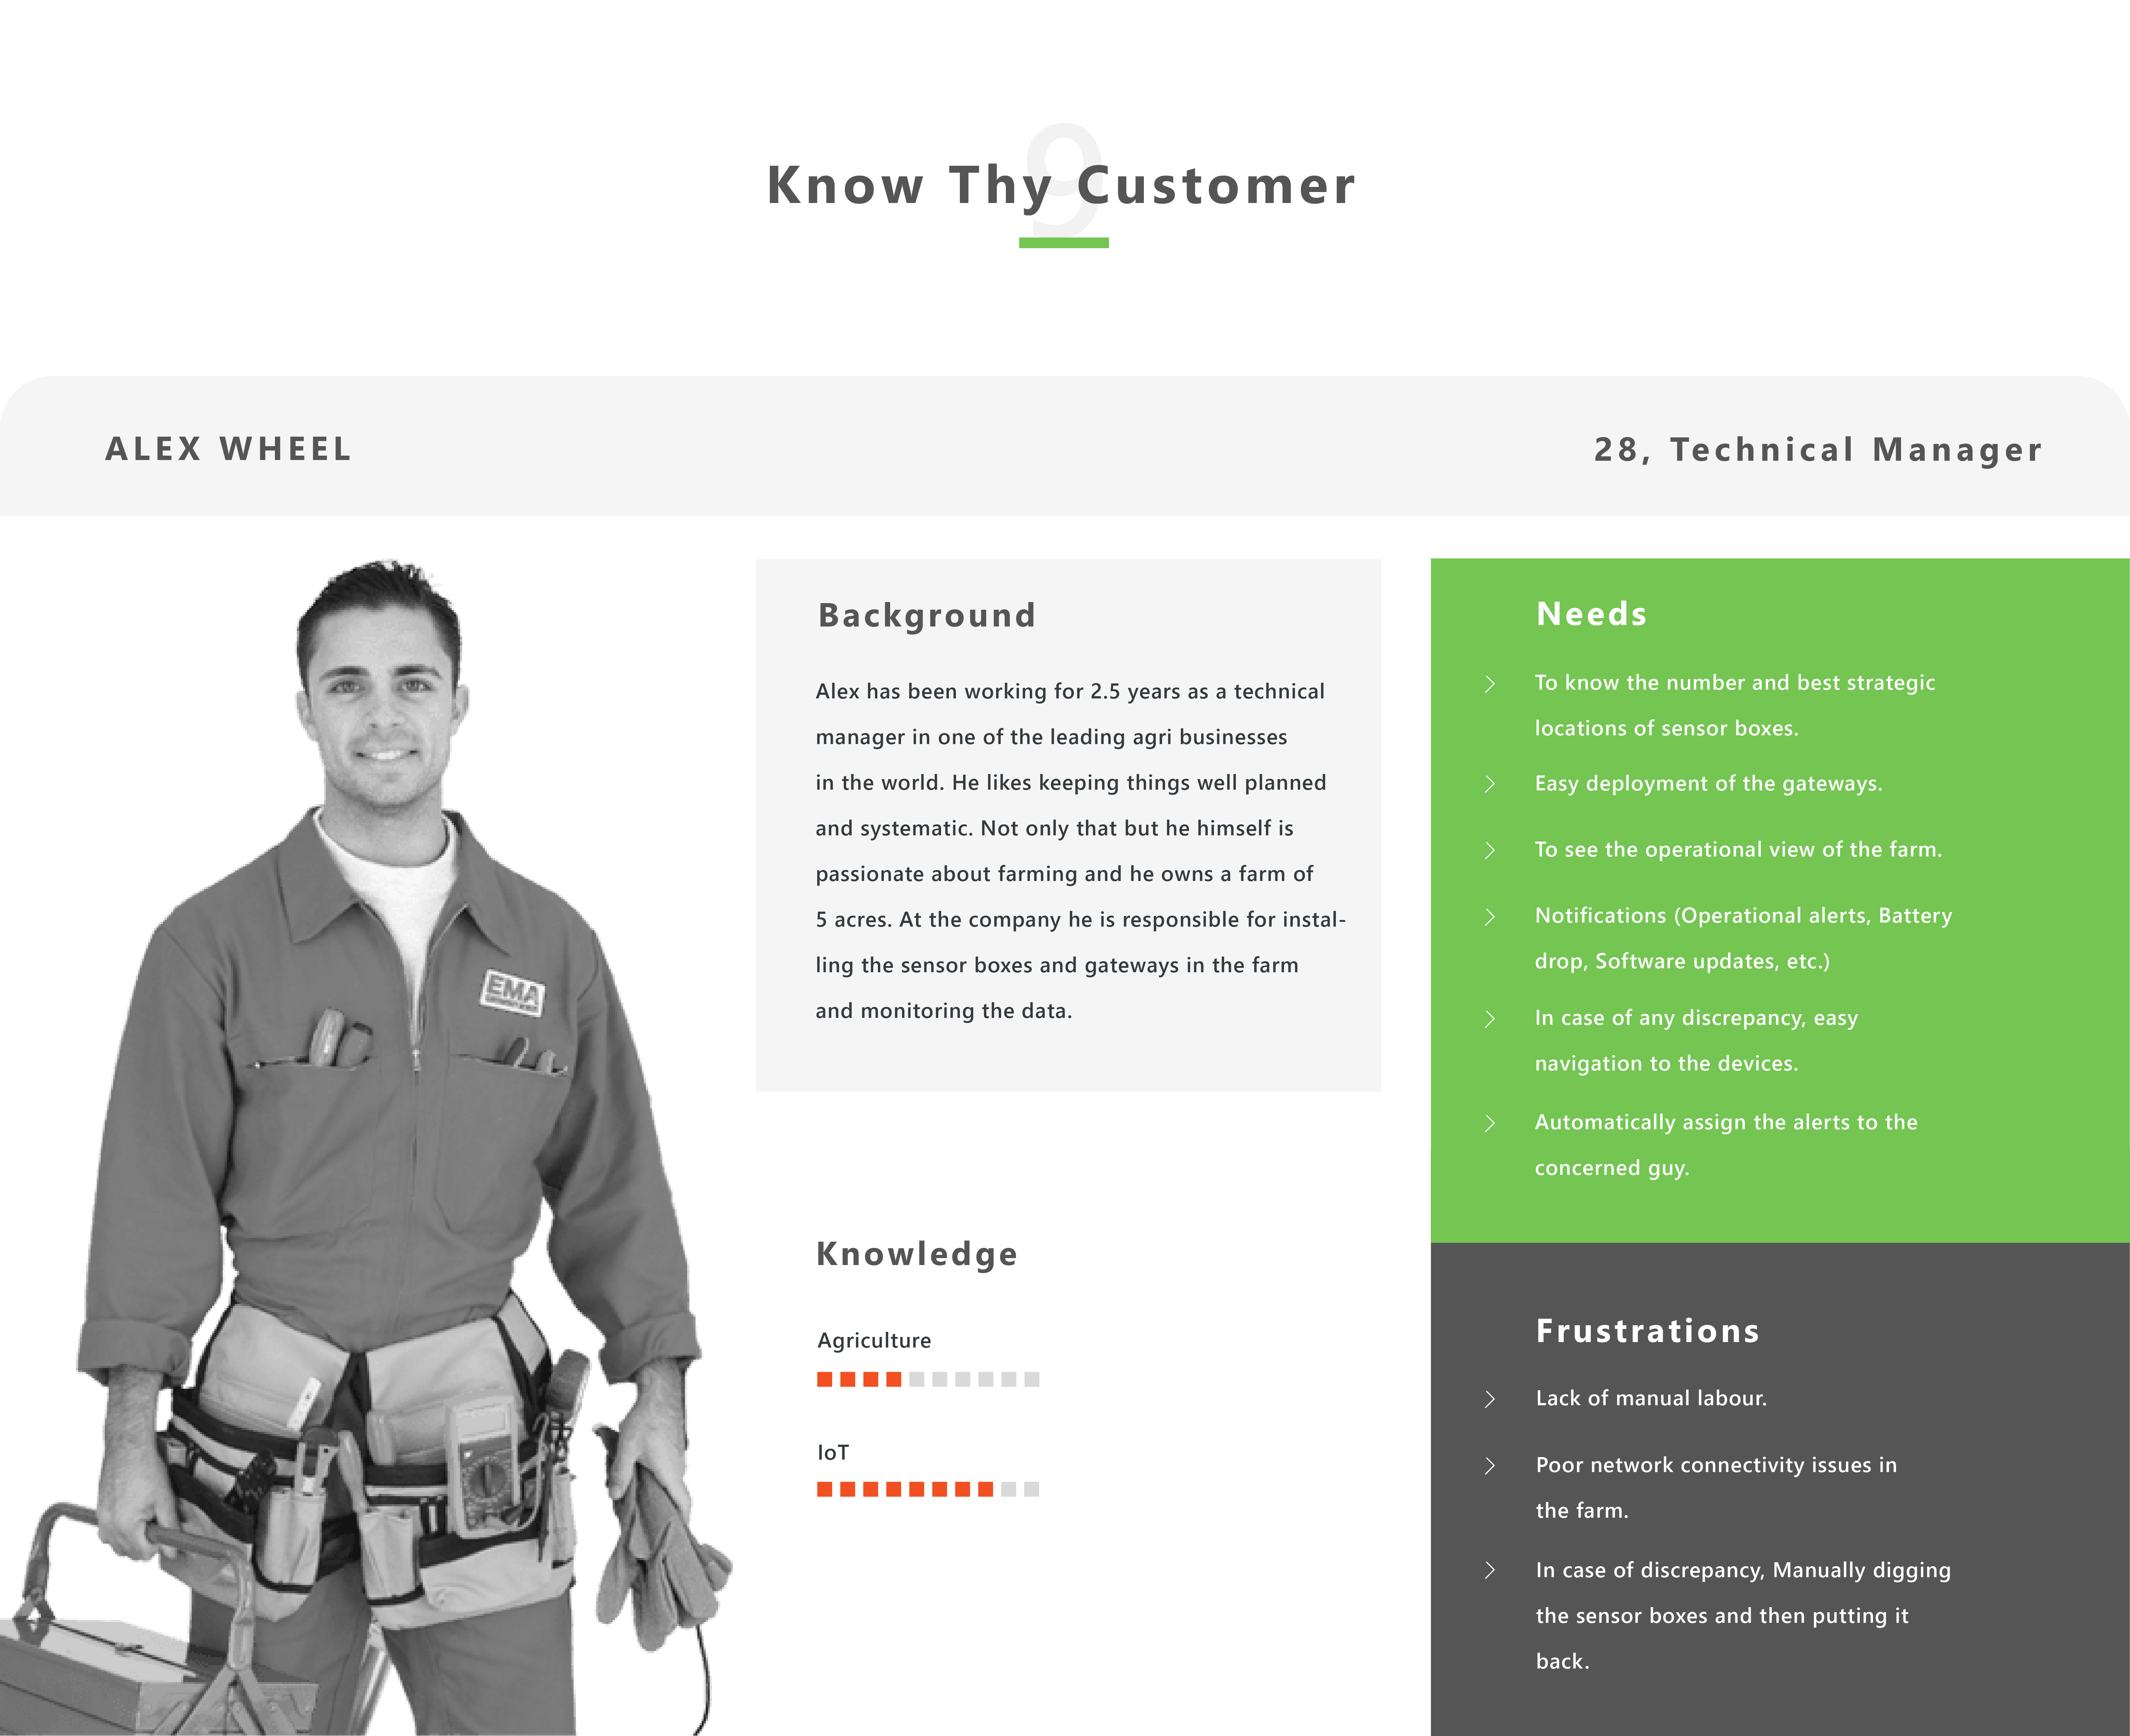 9
Know Thy Customer
ALEX WHEEL
28, Technical Manager
Background
Alex has been working for 2.5 years as a technical
manager in one of the leading agri businesses
in the world. He likes keeping things well planned
and systematic. Not only that but he himself is
passionate about farming and he owns a farm of
5 acres. At the company he is responsible for instal-
ling the sensor boxes and gateways in the farm
and monitoring the data.
Knowledge
Agriculture
IoT
Needs
To know the number and best strategic
locations of sensor boxes.
Easy deployment of the gateways.
To see the operational view of the farm.
Notifications (Operational alerts, Battery
drop, Software updates, etc.)
In case of any discrepancy, easy
navigation to the devices.
Automatically assign the alerts to the
concerned guy.
Frustrations
Lack of manual labour.
Poor network connectivity issues in
the farm.
In case of discrepancy, Manually digging
the sensor boxes and then putting it
back.
EMA